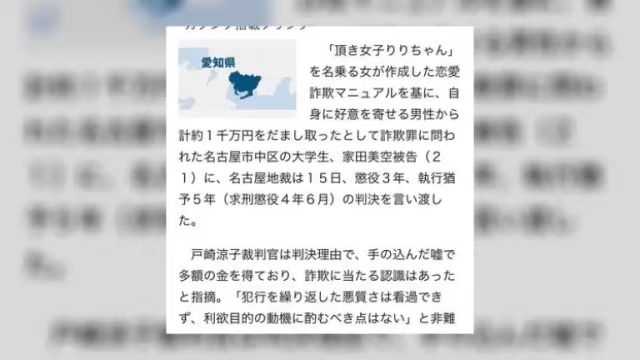 愛知県
「頂き女子りりちゃん」
を名乗る女が作成した恋愛
詐欺マニュアルを基に、自
身に好意を寄せる男性から
計約１千万円をだまし取ったとして詐欺罪に問わ
れた名古屋市中区の大学生、家田美空被告（２
１）に、名古屋地裁は１５日、懲役３年、執行猶
予５年（求刑懲役４年６月）の判決を言い渡し
た。
戸崎涼子裁判官は判決理由で、手の込んだ嘘で
多額の金を得ており、詐欺に当たる認識はあった
と指摘。「犯行を繰り返した悪質さは看過でき
ず、利欲目的の動機に酌むべき点はない」と非難